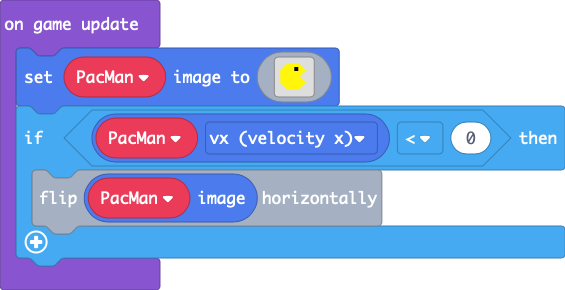 on game update
set PacMan image to
if PacMan vx (velocity x) < 0 then
flip PacMan image horizontally